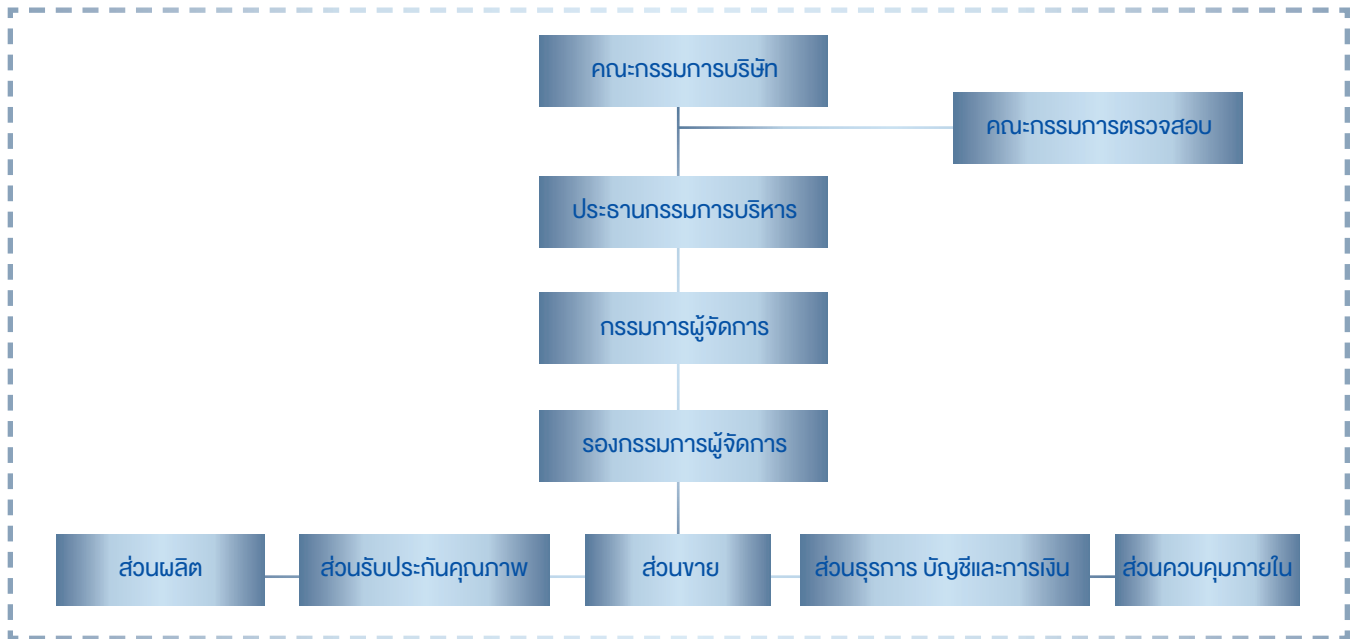 คณะกรรมการบริษัท
คณะกรรมการตรวจสอบ
ประธานกรรมการบริหาร
กรรมการผู้จัดการ
รองกรรมการผู้จัดการ
ส่วนผลิต
ส่วนรับประกันคุณภาพ
ส่วนขาย
ส่วนธุรการ บัญชีและการเงิน
ส่วนควบคุมภายใน